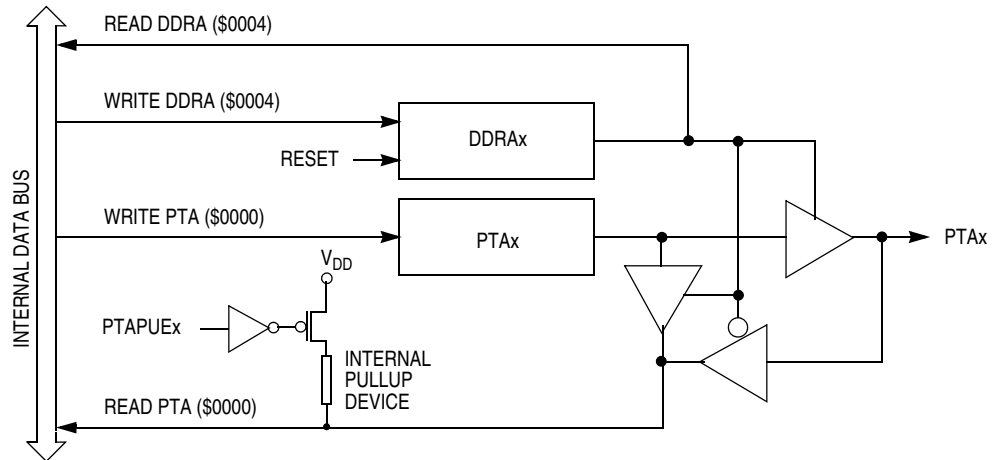 READ DDRA ($0004)
WRITE DDRA ($0004)
DDRAx
RESET
INTERNAL DATA BUS
WRITE PTA ($0000)
PTAx
PTAx
VDD
PTAPUEx
INTERNAL
PULLUP
DEVICE
READ PTA ($0000)